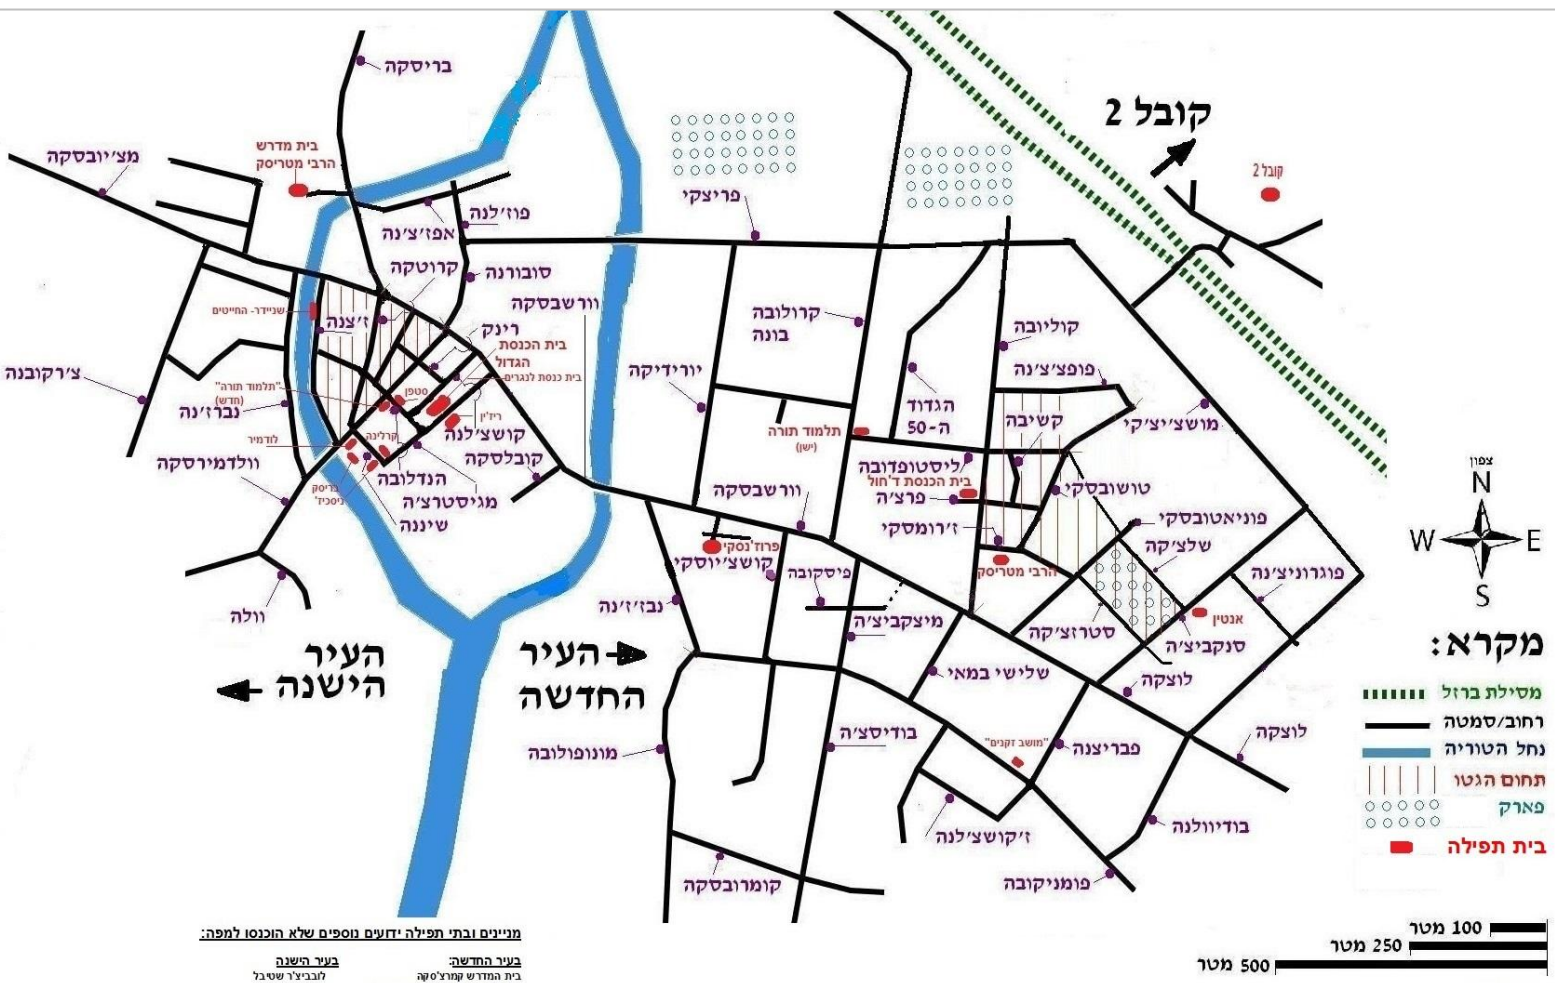 קובל 2
קובל 2
בריסקה
מצ'יובסקה
בית מדרש
הרבי מטריסק
פוז'לנה
אפז'צ'נה
פריצקי
קרוטקה
סובורנה
וורשבסקה
שניידר- החייטים
ז'צנה
רינק
בית הכנסת
הגדול
בית כנסת לנגרים
קרולובה
בונה
קוליובה
צ'רקובנה
"תלמוד תורה"
(חדש)
נברז'נה
סטפן
יורידיקה
פופצ'צ'נה
הגדוד
ה-50
קשיבה
מושצ'יצ'קי
ריז'ין
קושצ'לנה
לודמיר
קרלינה
תלמוד תורה
(ישן)
קובלסקה
וולדמירסקה
הנדלובה
בריסק
ניסכיז'
מגיסטרצ'ה
שיננה
ליסטופדובה
בית הכנסת ד'חול
פרצ'ה
טושובסקי
וורשבסקה
ז'רומסקי
פוניאטובסקי
שלצ'קה
פרוז'נסקי
קושצ'יוסקי
פיסקובה
הרבי מטריסק
פוגרוניצ'נה
וולה
נבז'ז'נה
מיצקביצ'ה
סטרזצ'קה
אנטין
סנקביצ'ה
העיר
הישנה
העיר
החדשה
שלישי במאי
לוצקה
לוצקה
מונופולובה
בודיסצ'ה
"מושב זקנים"
פבריצנה
ז'קושצ'לנה
בודיוולנה
קומרובסקה
פומניקובה
צפון
N
W
E
S
מקרא:
מסילת ברזל
רחוב/סמטה
נחל הטוריה
תחום הגטו
פארק
בית תפילה
100 מטר
250 מטר
500 מטר
מניינים ובתי תפילה ידועים נוספים שלא הוכנסו למפה:
בעיר החדשה:
בעיר הישנה
בית המדרש קמרצ'סקה
לובביצ'ר שטיבל